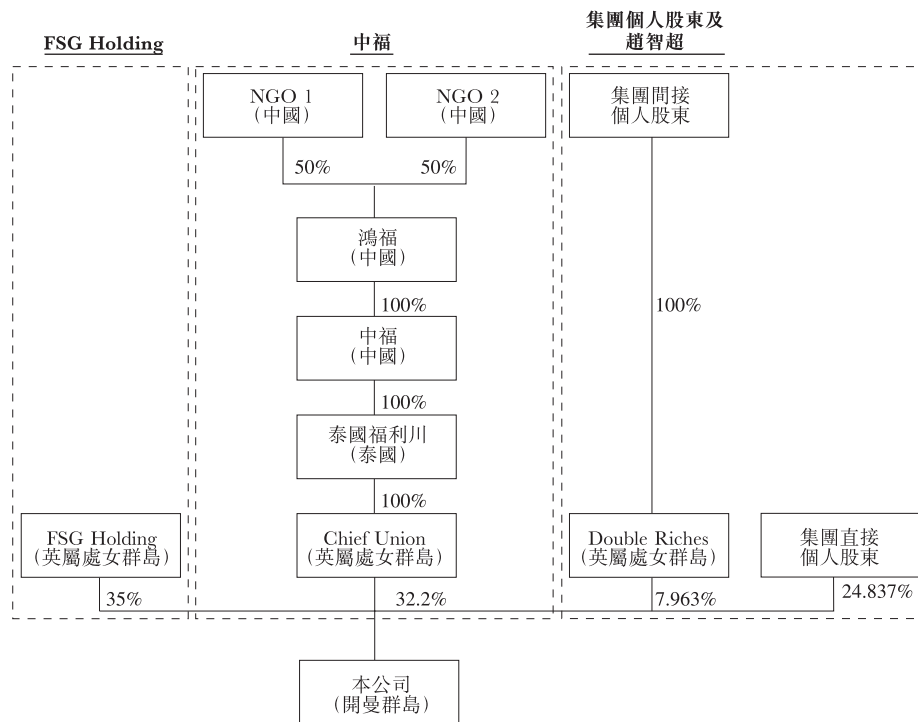 FSG Holding
中福
集團個人股東及
趙智超
NGO 1
(中國)
NGO 2
(中國)
集團間接
個人股東
50%
50%
鴻福
(中國)
100%
100%
中福
(中國)
100%
泰國福利川
(泰國)
100%
FSG Holding
(英屬處女群島)
Chief Union
(英屬處女群島)
Double Riches
(英屬處女群島)
集團直接
個人股東
35%
32.2%
7.963%
24.837%
本公司
(開曼群島)